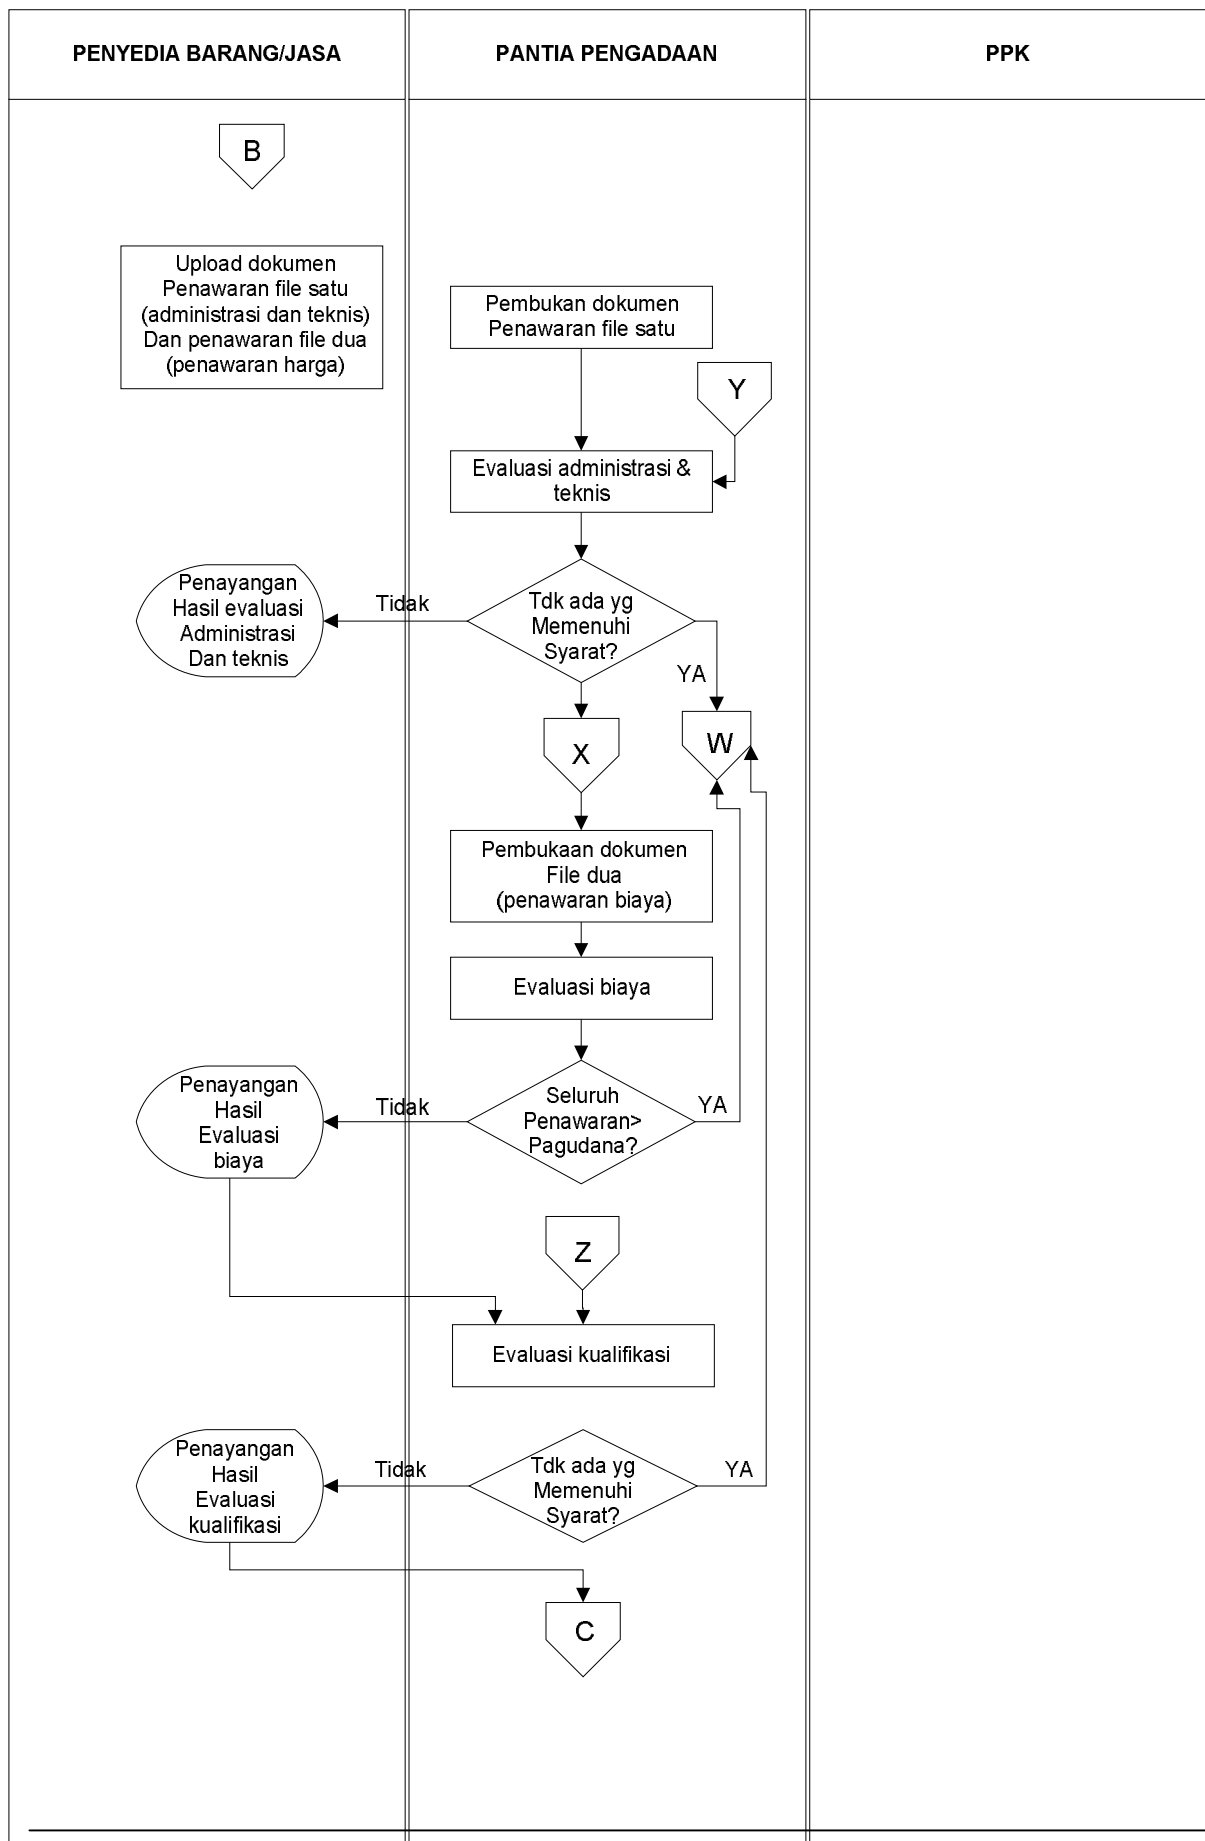 PENYEDIA BARANG/JASA
PANTIA PENGADAAN
PPK
B
Upload dokumen
Penawaran file satu
(administrasi dan teknis)
Dan penawaran file dua
(penawaran harga)
Pembukan dokumen
Penawaran file satu
Y
Evaluasi administrasi &
teknis
Penayangan
Hasil evaluasi
Administrasi
Dan teknis
Tidak
Tdk ada yg
Memenuhi
Syarat?
YA
X
W
Pembukaan dokumen
File dua
(penawaran biaya)
Evaluasi biaya
Penayangan
Hasil
Evaluasi
biaya
Tidak
Seluruh
Penawaran>
Pagudana?
YA
Z
Evaluasi kualifikasi
Penayangan
Hasil
Evaluasi
kualifikasi
Tidak
Tdk ada yg
Memenuhi
Syarat?
YA
C